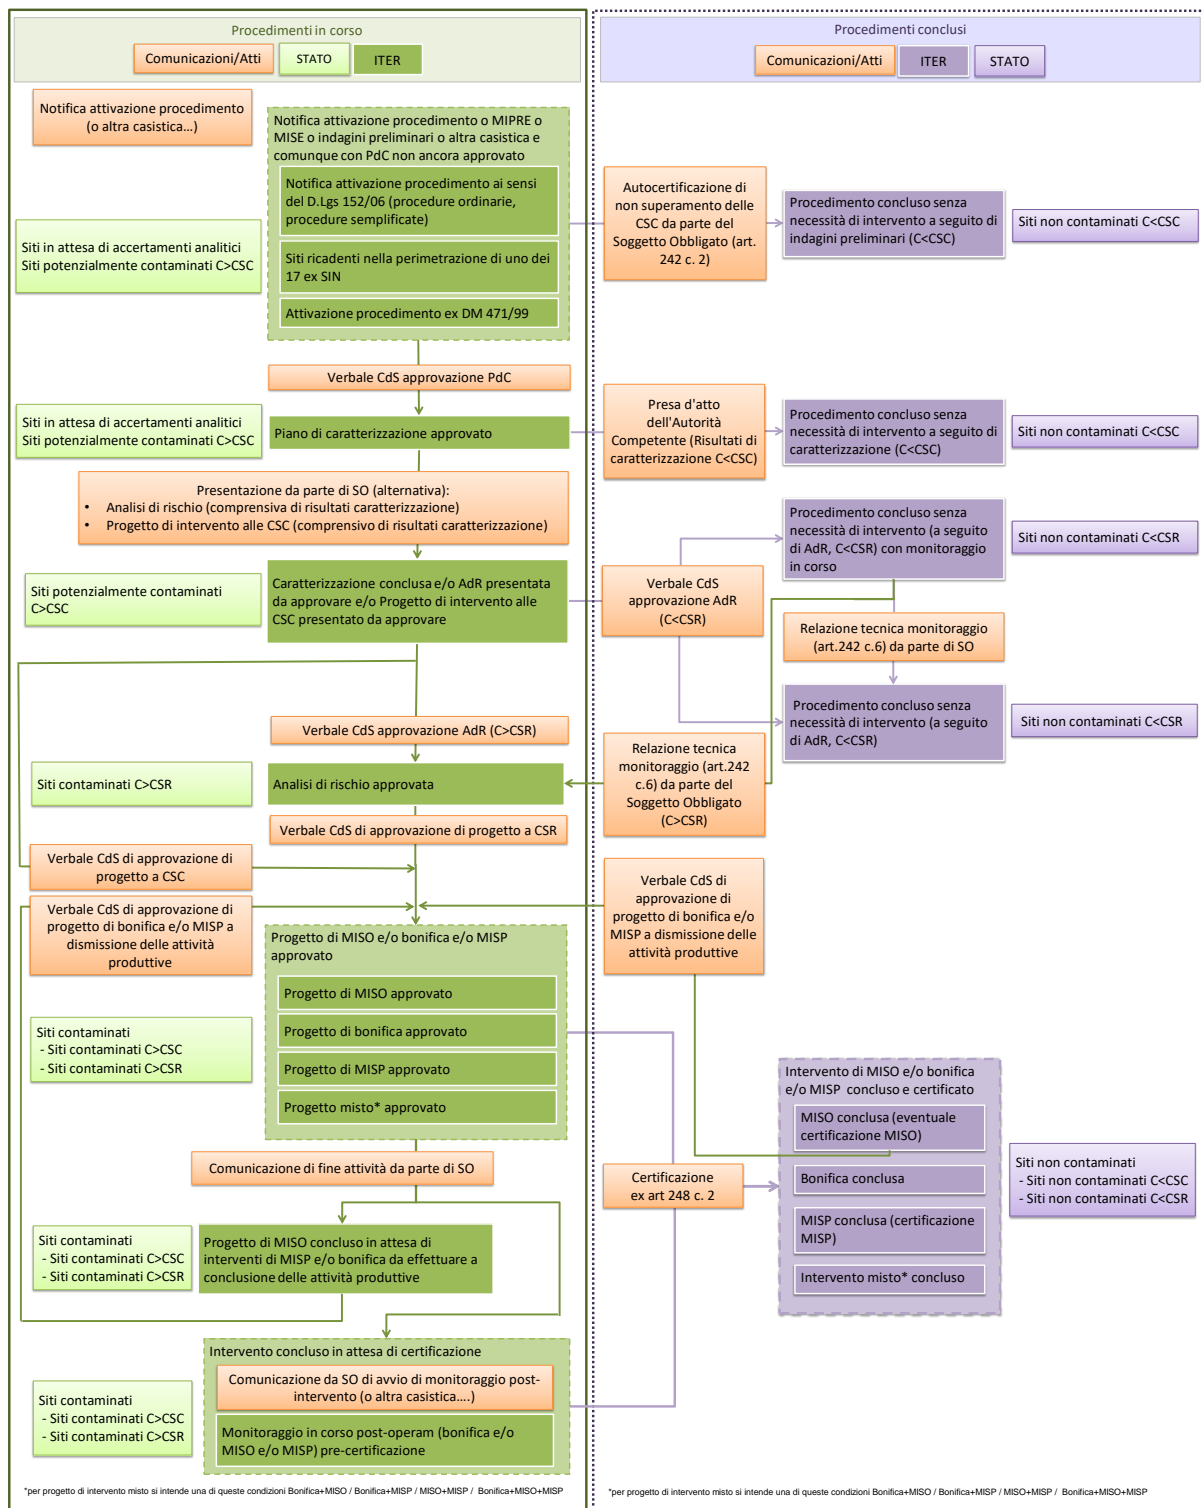 Procedimenti in corso
Comunicazioni/Atti
STATO
ITER
Notifica attivazione procedimento
(o altra casistica…)
Notifica attivazione procedimento o MIPRE o
MISE o indagini preliminari o altra casistica e
comunque con PdC non ancora approvato
Notifica attivazione procedimento ai sensi
del D.Lgs 152/06 (procedure ordinarie,
procedure semplificate)
Siti ricadenti nella perimetrazione di uno dei
17 ex SIN
Attivazione procedimento ex DM 471/99
Siti in attesa di accertamenti analitici
Siti potenzialmente contaminati C>CSC
Verbale CdS approvazione PdC
Siti in attesa di accertamenti analitici
Siti potenzialmente contaminati C>CSC
Piano di caratterizzazione approvato
Presentazione da parte di SO (alternativa):
• Analisi di rischio (comprensiva di risultati caratterizzazione)
• Progetto di intervento alle CSC (comprensivo di risultati caratterizzazione)
Siti potenzialmente contaminati
C>CSC
Caratterizzazione conclusa e/o AdR presentata
da approvare e/o Progetto di intervento alle
CSC presentato da approvare
Verbale CdS approvazione AdR (C>CSR)
Siti contaminati C>CSR
Analisi di rischio approvata
Verbale CdS di approvazione di progetto a CSR
Verbale CdS di approvazione di
progetto a CSC
Verbale CdS di approvazione di
progetto di bonifica e/o MISP a
dismissione delle attività
produttive
Progetto di MISO e/o bonifica e/o MISP
approvato
Progetto di MISO approvato
Progetto di bonifica approvato
Progetto di MISP approvato
Progetto misto* approvato
Siti contaminati
- Siti contaminati C>CSC
- Siti contaminati C>CSR
Comunicazione di fine attività da parte di SO
Siti contaminati
- Siti contaminati C>CSC
- Siti contaminati C>CSR
Progetto di MISO concluso in attesa di
interventi di MISP e/o bonifica da effettuare a
conclusione delle attività produttive
Intervento concluso in attesa di certificazione
Comunicazione da SO di avvio di monitoraggio post-
intervento (o altra casistica….)
Monitoraggio in corso post-operam (bonifica e/o
MISO e/o MISP) pre-certificazione
Siti contaminati
- Siti contaminati C>CSC
- Siti contaminati C>CSR
*per progetto di intervento misto si intende una di queste condizioni Bonifica+MISO / Bonifica+MISP / MISO+MISP / Bonifica+MISO+MISP
Procedimenti conclusi
Comunicazioni/Atti
ITER
STATO
Autocertificazione di
non superamento delle
CSC da parte del
Soggetto Obbligato (art.
242 c. 2)
Procedimento concluso senza
necessità di intervento a seguito di
indagini preliminari (C<CSC)
Siti non contaminati C<CSC
Presa d'atto
dell'Autorità
Competente (Risultati di
caratterizzazione C<CSC)
Procedimento concluso senza
necessità di intervento a seguito di
caratterizzazione (C<CSC)
Siti non contaminati C<CSC
Verbale CdS
approvazione AdR
(C<CSR)
Procedimento concluso senza
necessità di intervento (a seguito
di AdR, C<CSR) con monitoraggio
in corso
Siti non contaminati C<CSR
Relazione tecnica monitoraggio
(art.242 c.6) da parte di SO
Procedimento concluso senza
necessità di intervento (a seguito
di AdR, C<CSR)
Siti non contaminati C<CSR
Relazione tecnica
monitoraggio (art.242
c.6) da parte del
Soggetto Obbligato
(C>CSR)
Verbale CdS di
approvazione di
progetto di bonifica e/o
MISP a dismissione delle
attività produttive
Certificazione
ex art 248 c. 2
Intervento di MISO e/o bonifica
e/o MISP concluso e certificato
MISO conclusa (eventuale
certificazione MISO)
Bonifica conclusa
MISP conclusa (certificazione
MISP)
Intervento misto* concluso
Siti non contaminati
- Siti non contaminati C<CSC
- Siti non contaminati C<CSR
*per progetto di intervento misto si intende una di queste condizioni Bonifica+MISO / Bonifica+MISP / MISO+MISP / Bonifica+MISO+MISP